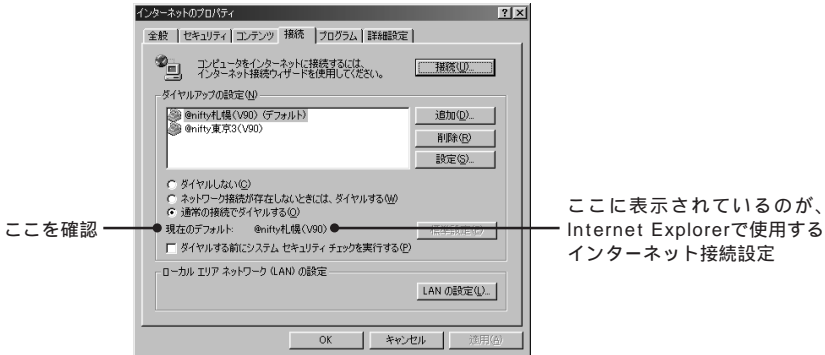 インターネットのプロパティ
全般 セキュリティ コンテンツ 接続 プログラム 詳細設定
コンピュータをインターネットに接続するには、
インターネット接続ウィザードを使用してください。
接続(U)...
ダイヤルアップの設定(N)
@nifty札幌(V90) (デフォルト)
@nifty東京3(V90)
追加(D)...
削除(R)
設定(S)...
ダイヤルしない(C)
ネットワーク接続が存在しないときには、ダイヤルする(W)
通常の接続でダイヤルする(O)
ここを確認
現在のデフォルト: @nifty札幌(V90)
標準設定(E)
ダイヤルする前にシステム セキュリティ チェックを実行する(P)
ここに表示されているのが、
Internet Explorerで使用する
インターネット接続設定
ローカル エリア ネットワーク (LAN) の設定
LAN の設定(L)...
OK キャンセル 適用(A)